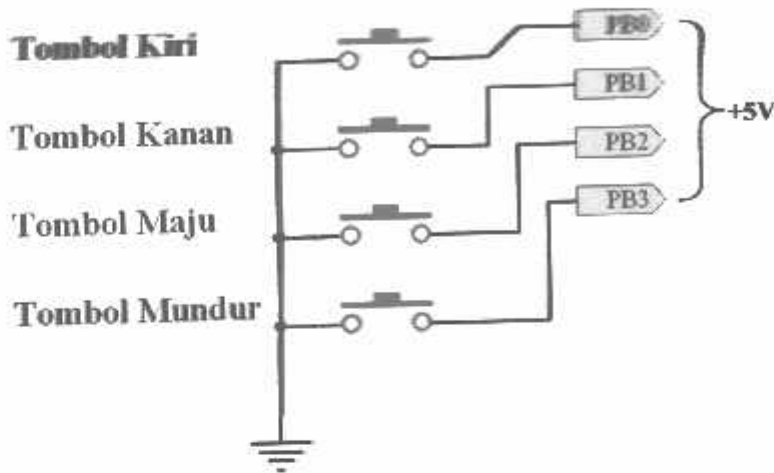 Tombol Kiri
PB0
PB1
+5V
Tombol Kanan
PB2
Tombol Maju
PB3
Tombol Mundur